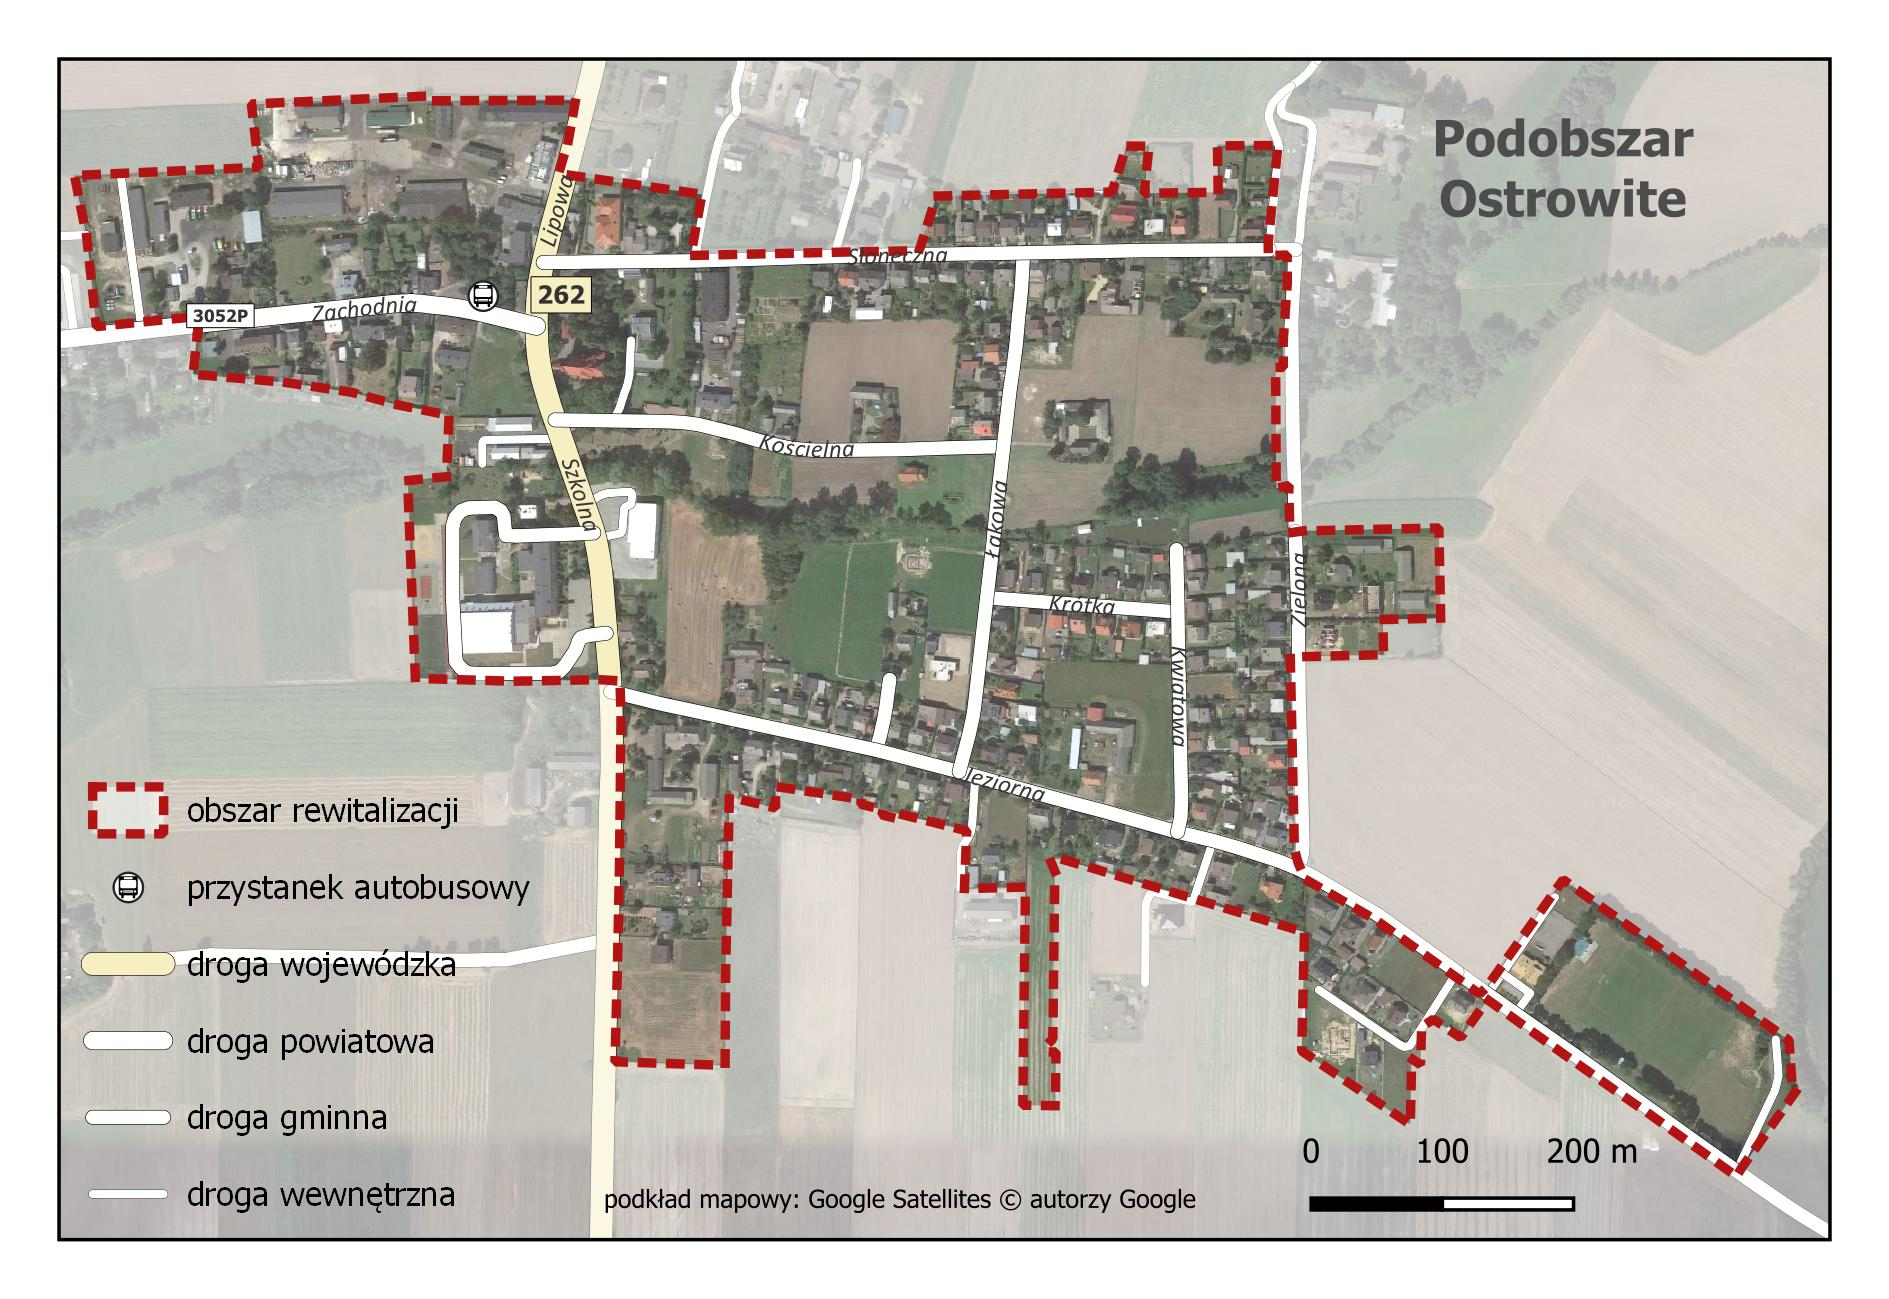 Podobszar
Ostrowite
Lipowa
Słoneczna
262
3052P
Zachodnia
Kościelna
Szkolna
Łąkowa
Krótka
Zielona
Kwiatowa
Jeziorna
obszar rewitalizacji
przystanek autobusowy
droga wojewódzka
droga powiatowa
droga gminna
droga wewnętrzna
0 100 200 m
podkład mapowy: Google Satellites © autorzy Google